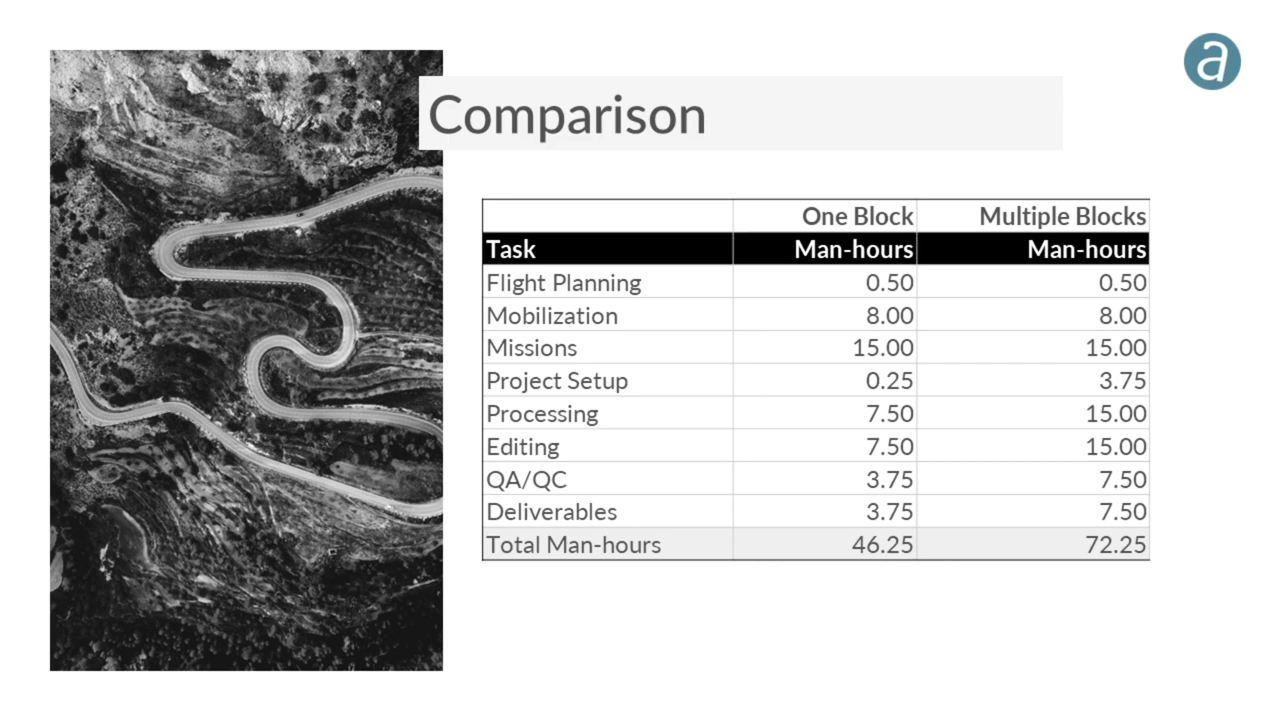 a
Comparison
One Block Multiple Blocks
Task Man-hours Man-hours
Flight Planning 0.50 0.50
Mobilization 8.00 8.00
Missions 15.00 15.00
Project Setup 0.25 3.75
Processing 7.50 15.00
Editing 7.50 15.00
QA/QC 3.75 7.50
Deliverables 3.75 7.50
Total Man-hours 46.25 72.25